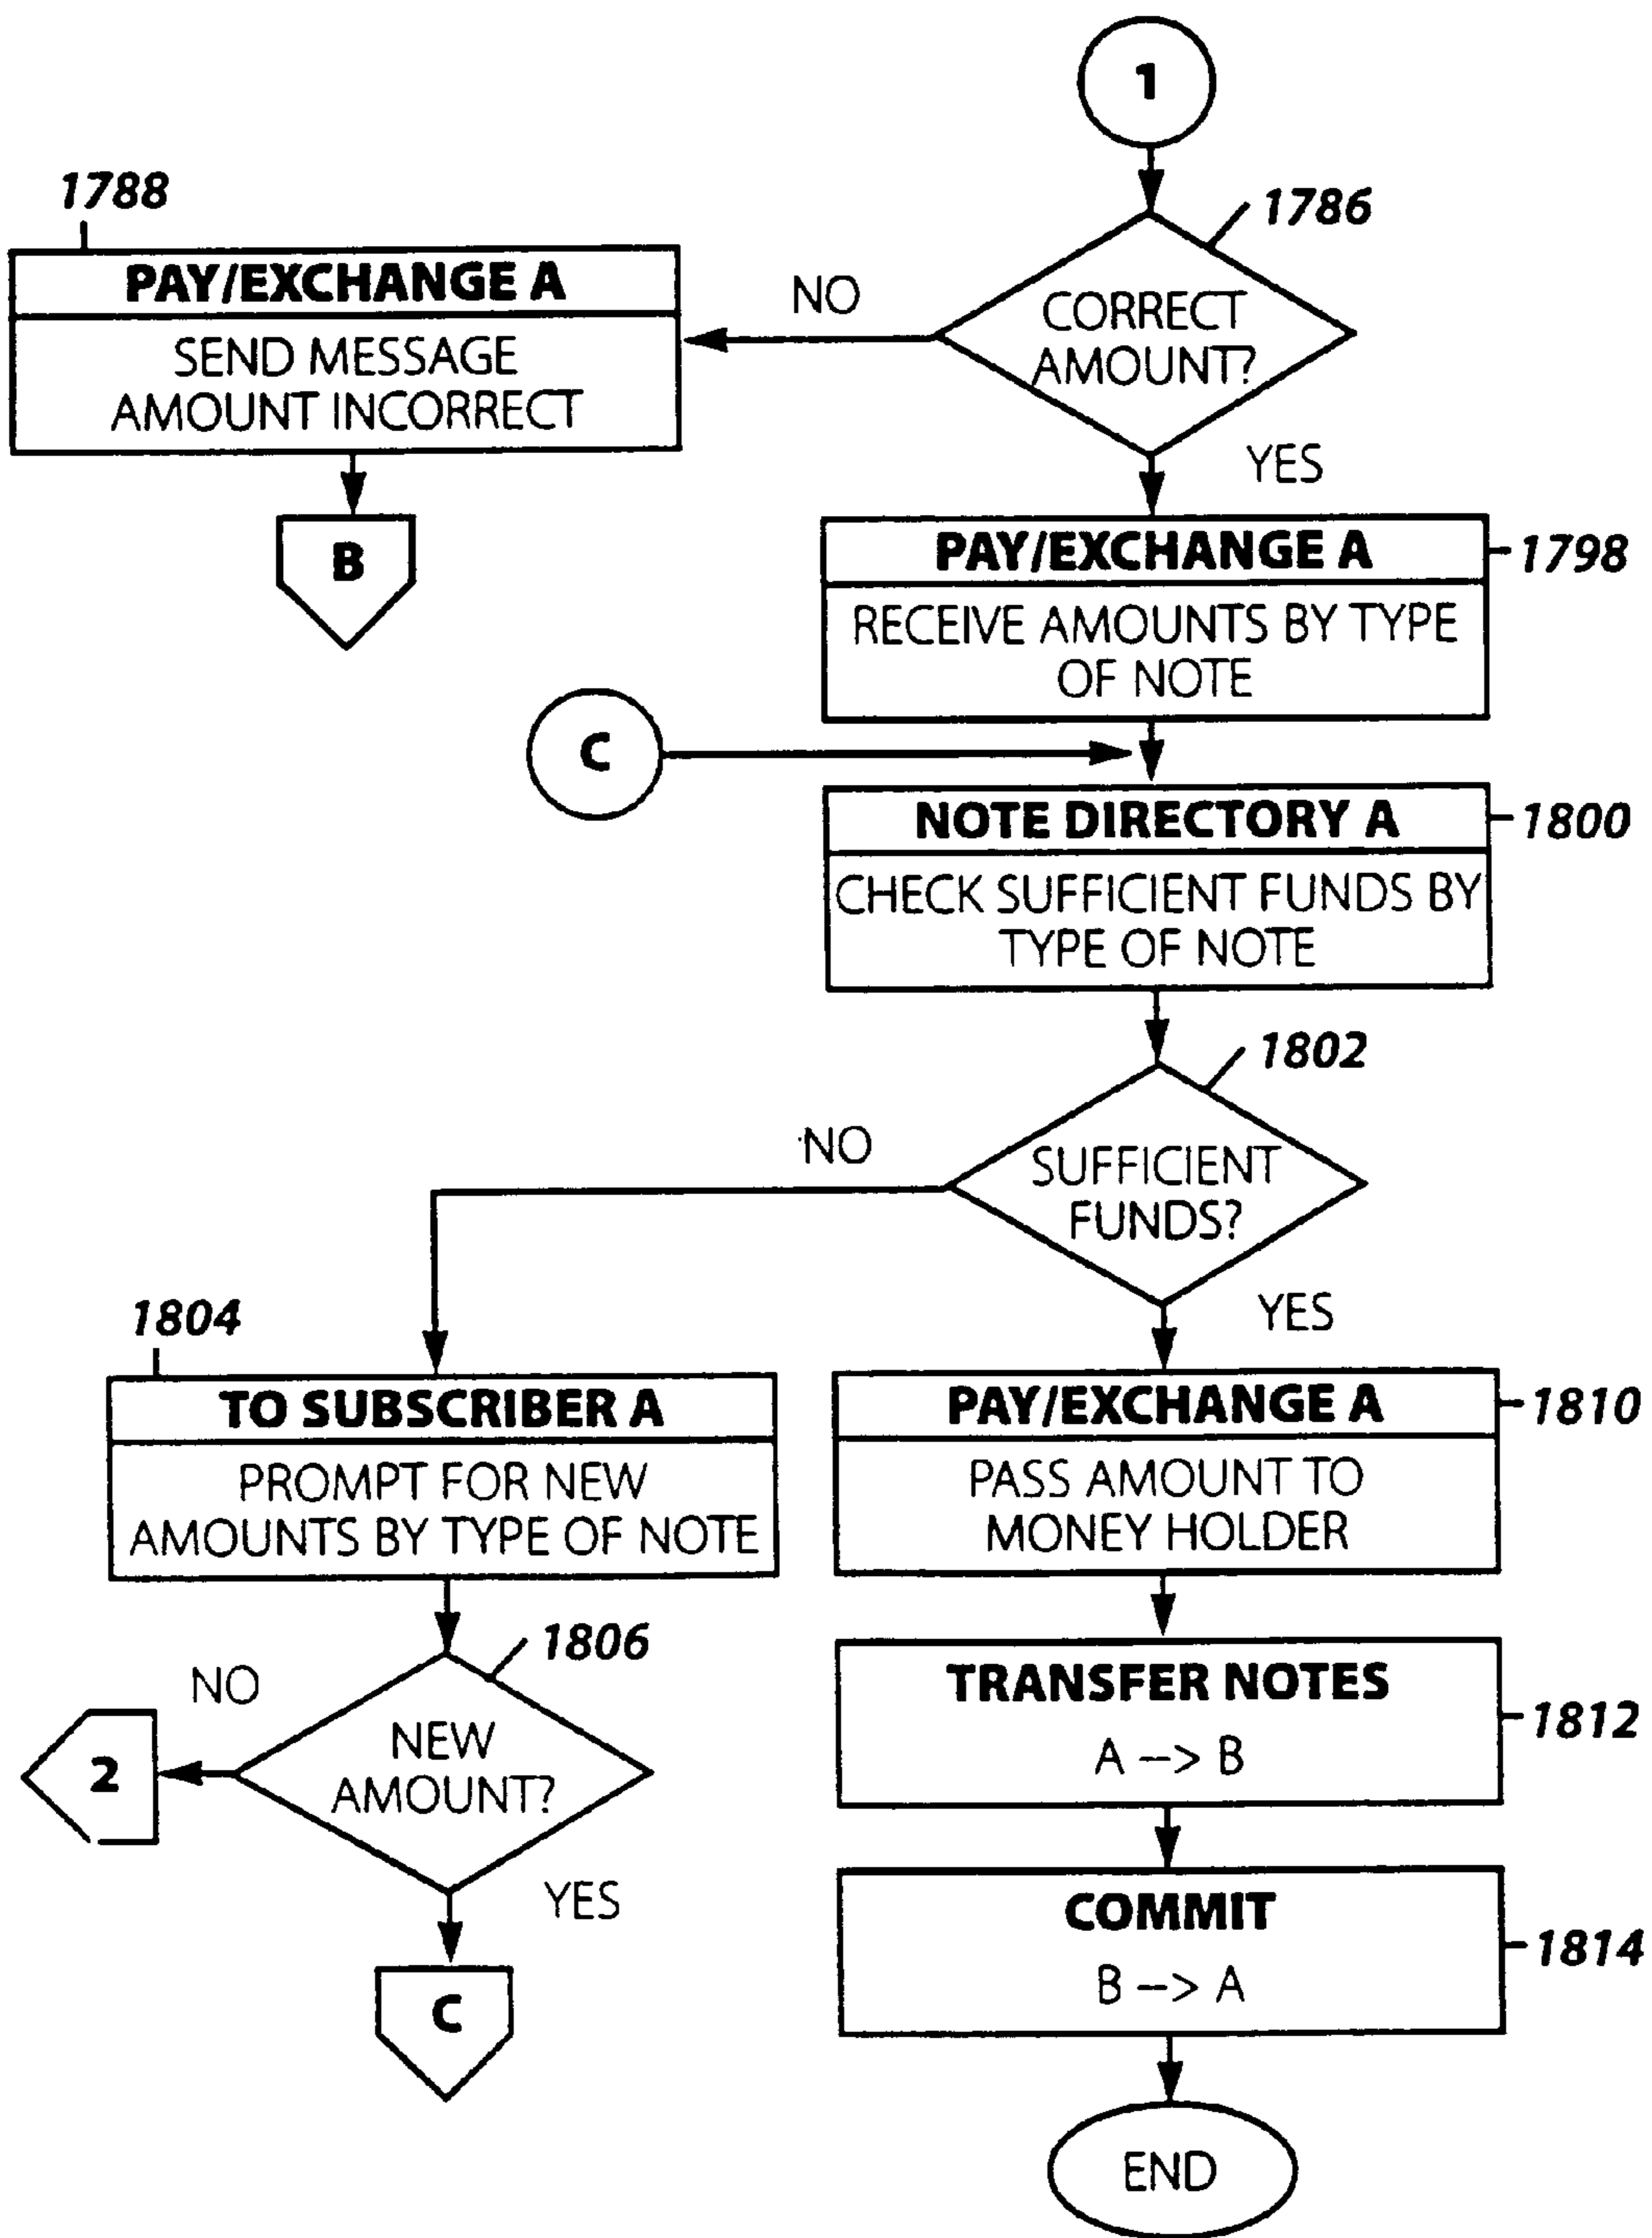 1
1788
1786
PAY/EXCHANGE A
SEND MESSAGE
AMOUNT INCORRECT
NO
CORRECT
AMOUNT?
YES
B
PAY/EXCHANGE A
1798
RECEIVE AMOUNTS BY TYPE
OF NOTE
C
NOTE DIRECTORY A
1800
CHECK SUFFICIENT FUNDS BY
TYPE OF NOTE
1802
NO
SUFFICIENT
FUNDS?
YES
1804
TO SUBSCRIBER A
PROMPT FOR NEW
AMOUNTS BY TYPE OF NOTE
PAY/EXCHANGE A
1810
PASS AMOUNT TO
MONEY HOLDER
1806
NO
NEW
AMOUNT?
2
YES
C
TRANSFER NOTES
1812
A --> B
COMMIT
1814
B --> A
END